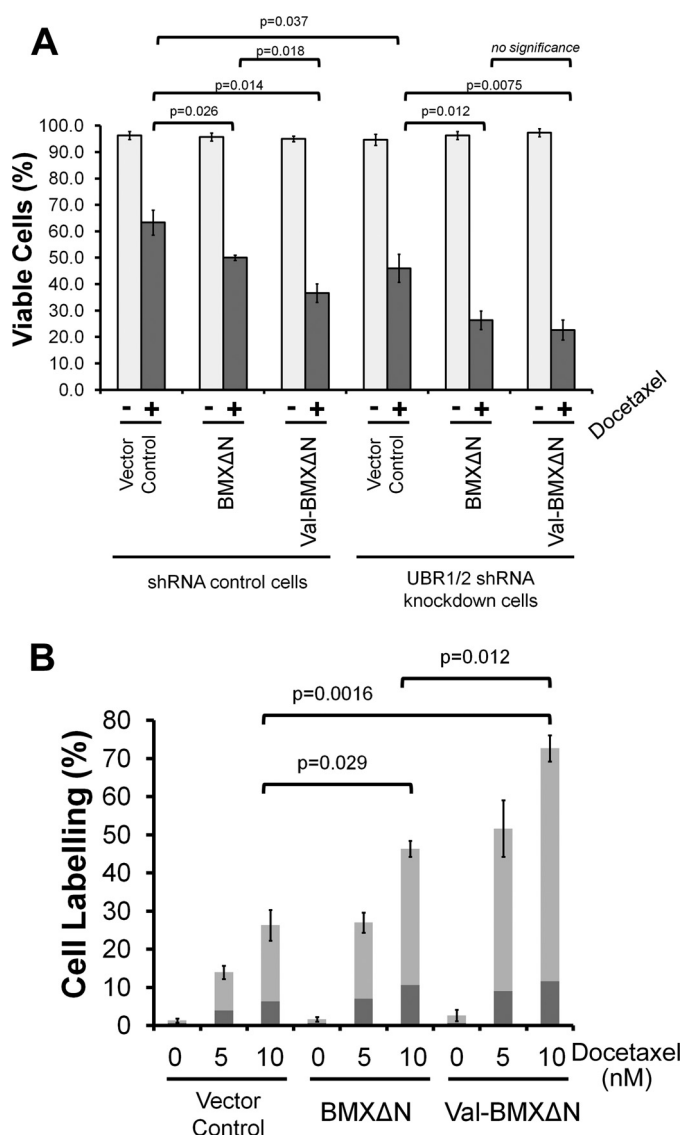 A
p=0.037
p=0.018
no significance
p=0.014
p=0.0075
p=0.026
p=0.012
Viable Cells (%)
100.0
90.0
80.0
70.0
60.0
50.0
40.0
30.0
20.0
10.0
0.0
- + - + - + - + - + - +
Docetaxel
Vector
Control
BMXΔN
Val-BMXΔN
Vector
Control
BMXΔN
Val-BMXΔN
shRNA control cells
UBR1/2 shRNA
knockdown cells
B
p=0.012
p=0.0016
p=0.029
Cell Labelling (%)
80
70
60
50
40
30
20
10
0
0 5 10 0 5 10 0 5 10 Docetaxel
(nM)
Vector
Control
BMXΔN
Val-BMXΔN